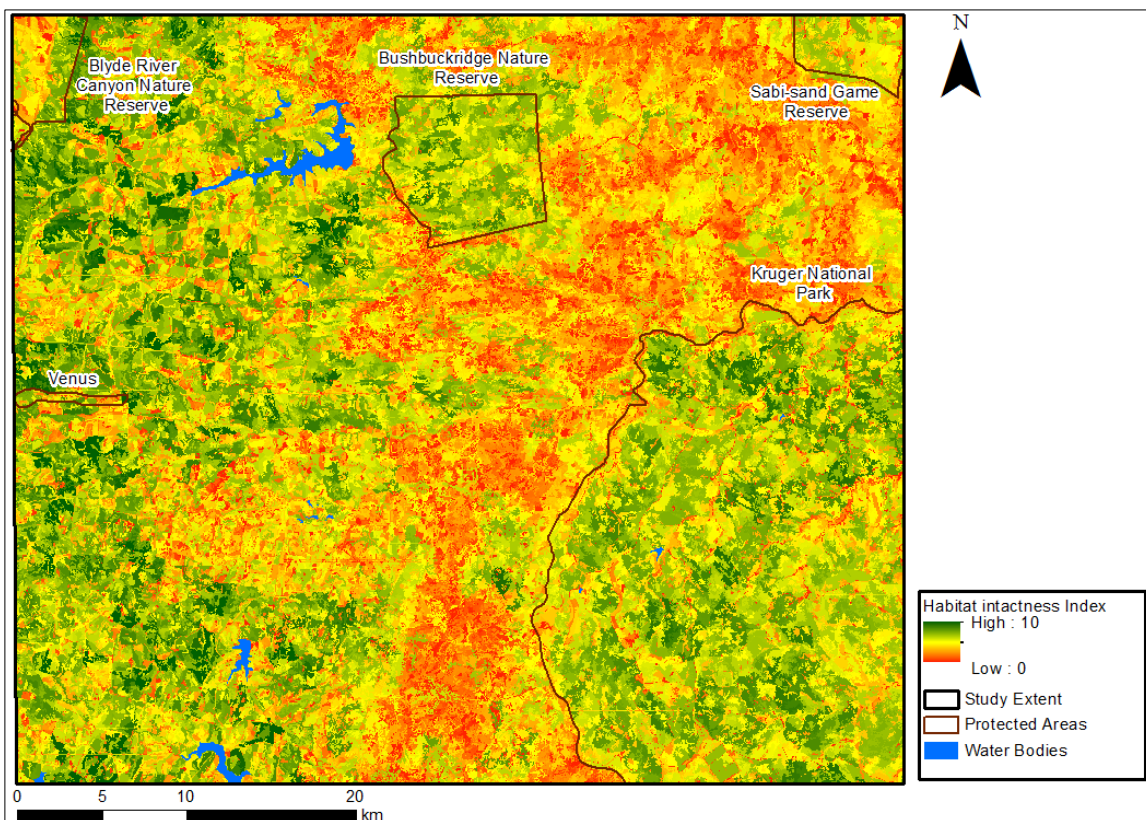 N
Blyde River
Canyon Nature
Reserve
Bushbuckridge Nature
Reserve
Sabi-sand Game
Reserve
Kruger National
Park
Venus
Habitat intactness Index
High : 10
Low : 0
Study Extent
Protected Areas
Water Bodies
0 5 10 20
km